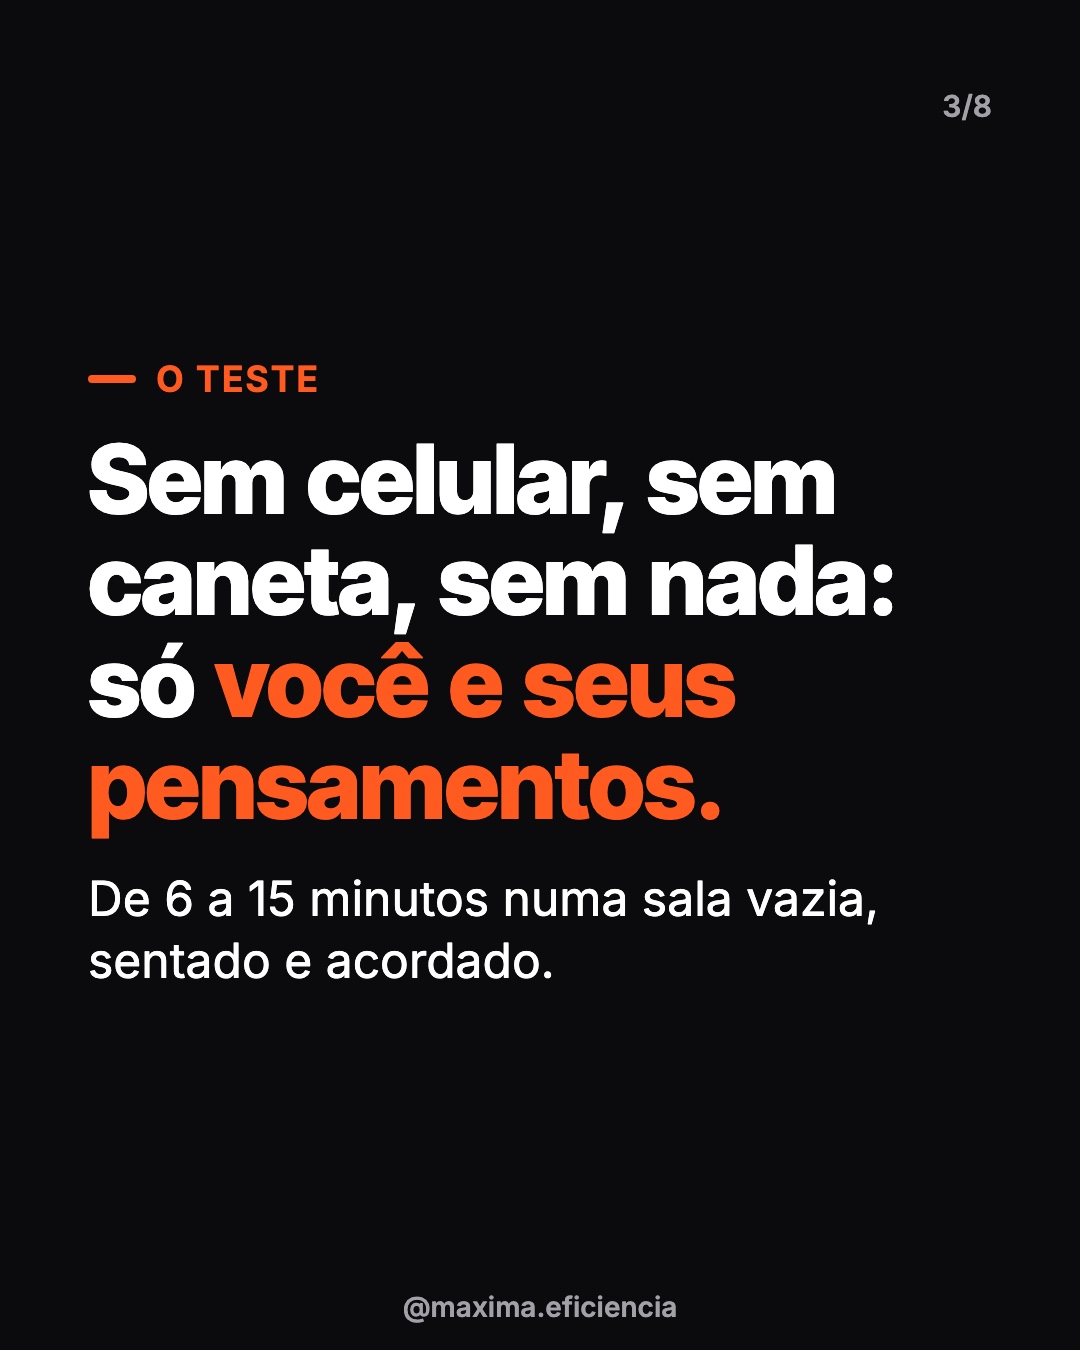 3/8
O TESTE
Sem celular, sem
caneta, sem nada:
só você e seus
pensamentos.
De 6 a 15 minutos numa sala vazia,
sentado e acordado.
@maxima.eficiencia